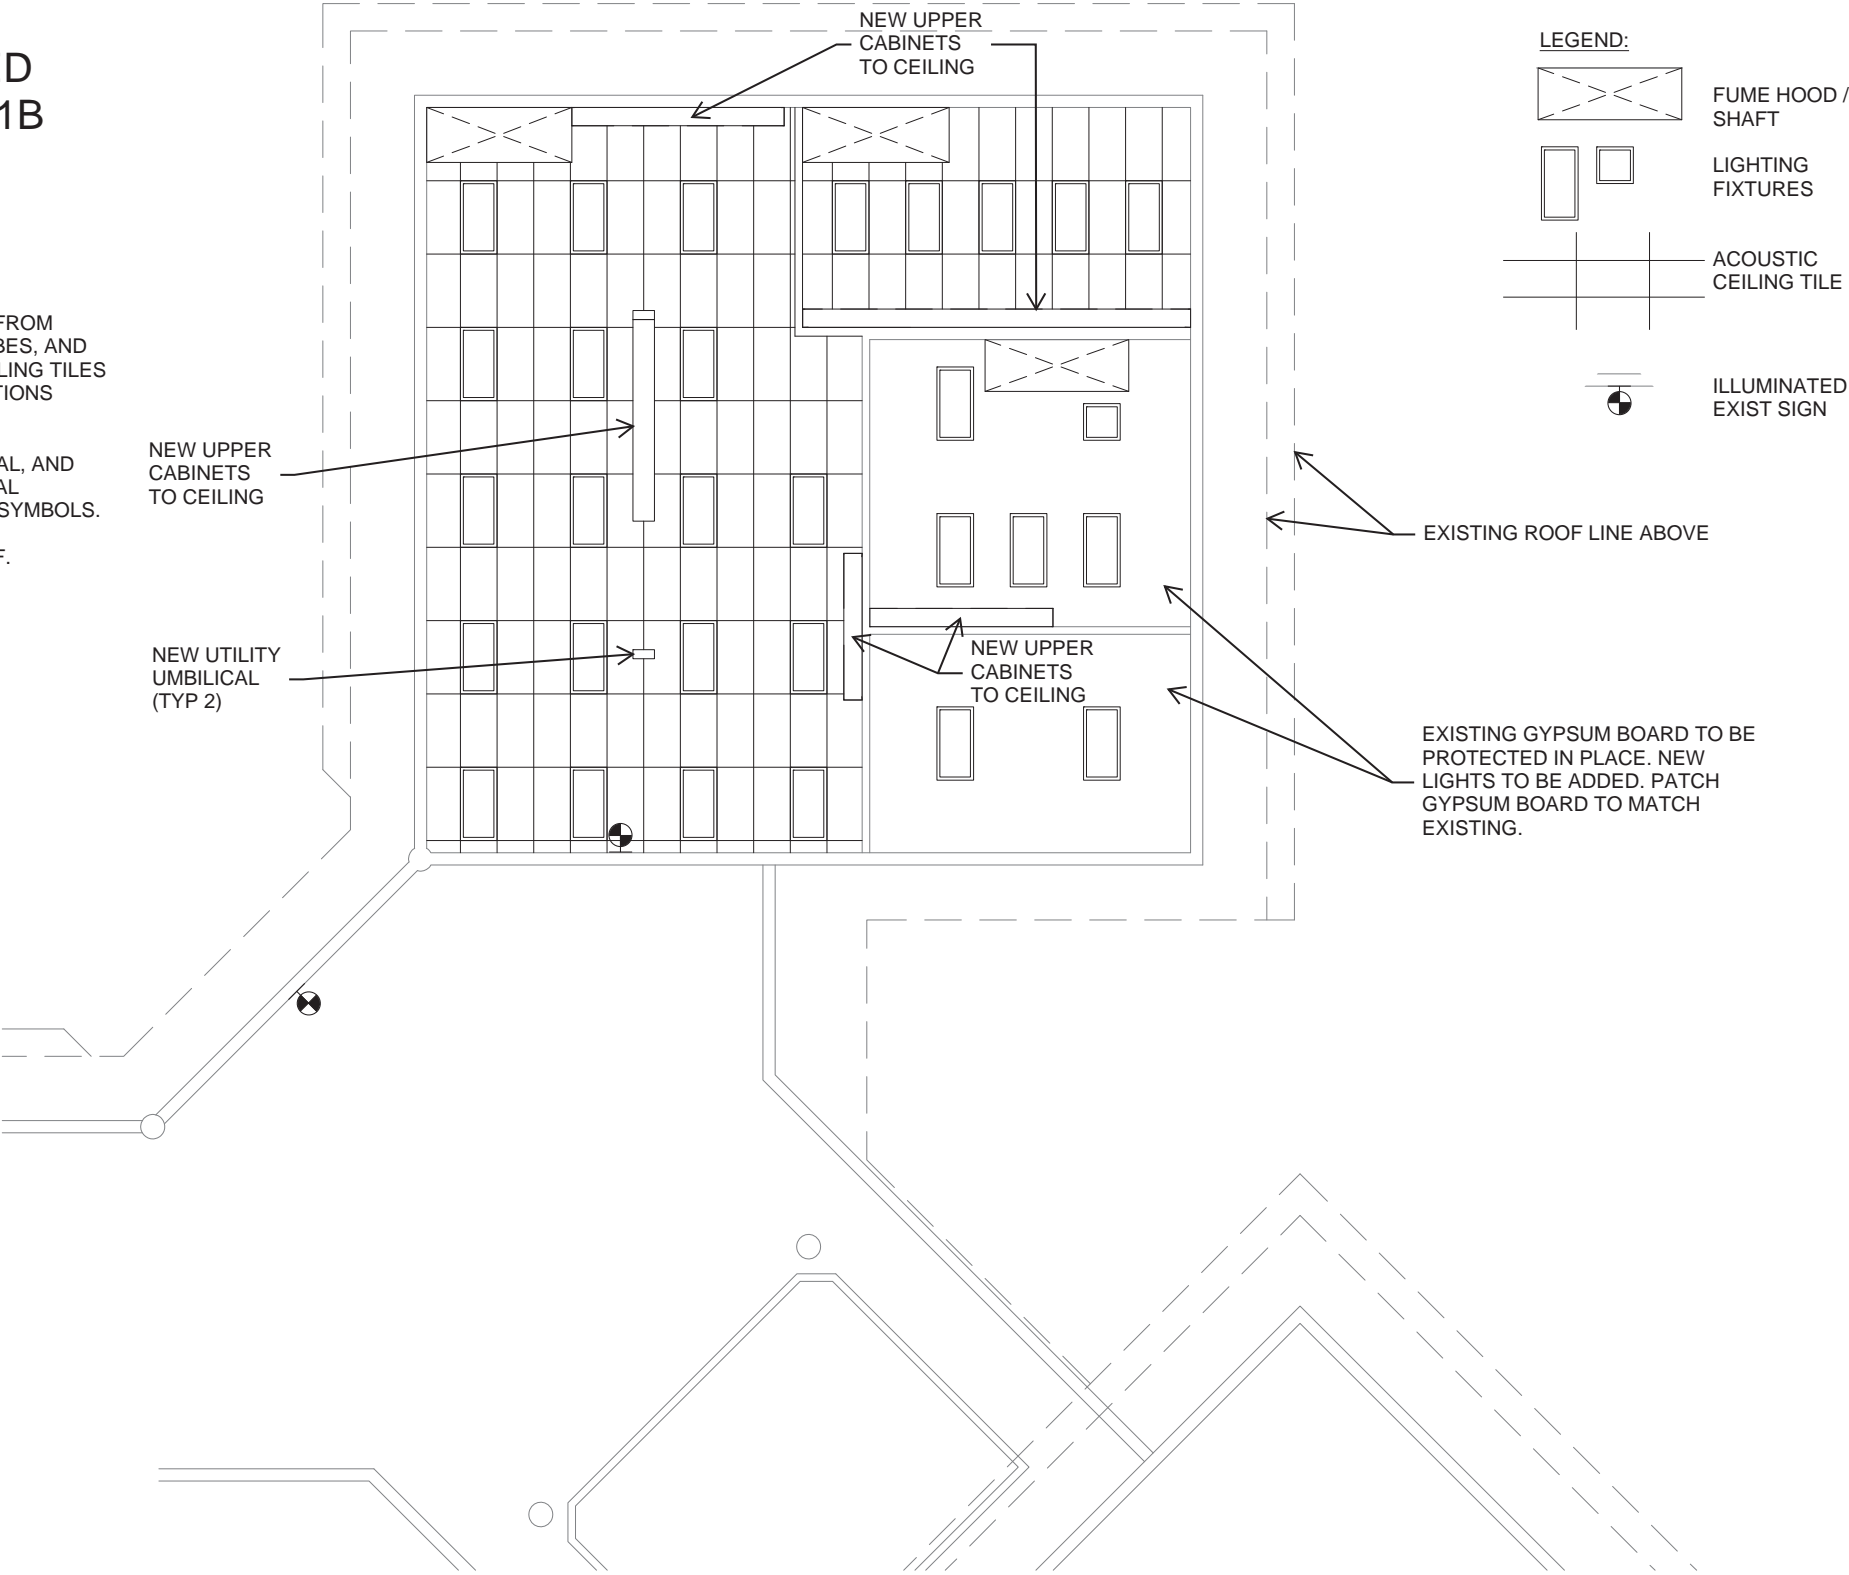 D
1B
FROM
BES, AND
LING TILES
TIONS
AL, AND
AL
SYMBOLS.
F.
NEW UPPER
CABINETS
TO CEILING
NEW UPPER
CABINETS
TO CEILING
NEW UTILITY
UMBILICAL
(TYP 2)
NEW UPPER
CABINETS
TO CEILING
EXISTING ROOF LINE ABOVE
EXISTING GYPSUM BOARD TO BE
PROTECTED IN PLACE. NEW
LIGHTS TO BE ADDED. PATCH
GYPSUM BOARD TO MATCH
EXISTING.
LEGEND:
FUME HOOD /
SHAFT
LIGHTING
FIXTURES
ACOUSTIC
CEILING TILE
ILLUMINATED
EXIST SIGN